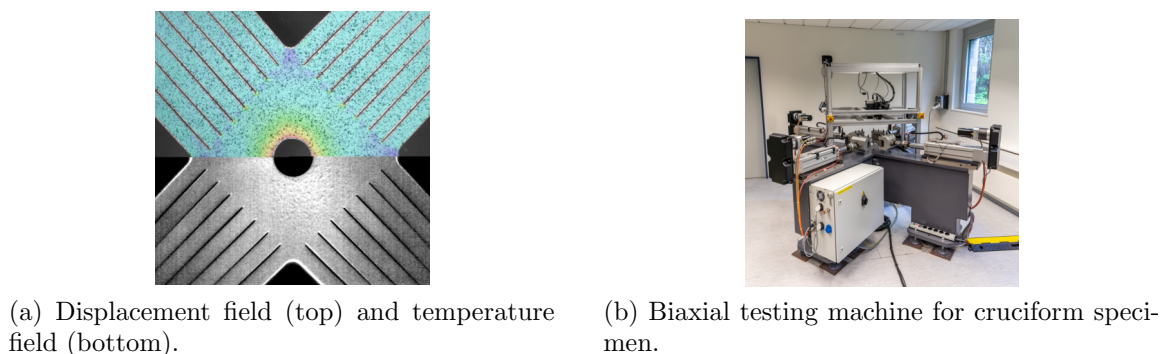 (a) Displacement field (top) and temperature
field (bottom).
(b) Biaxial testing machine for cruciform speci-
men.